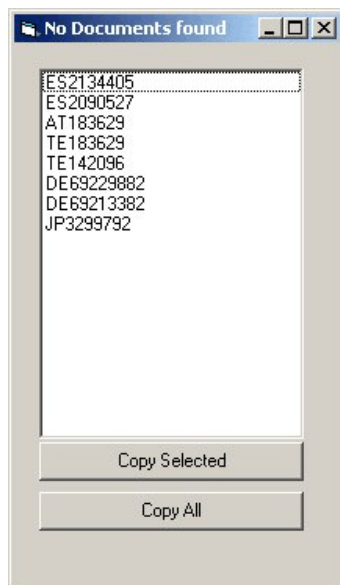 No Documents found
ES2134405
ES2090527
AT183629
TE183629
TE142096
DE69229882
DE69213382
JP3299792
Copy Selected
Copy All